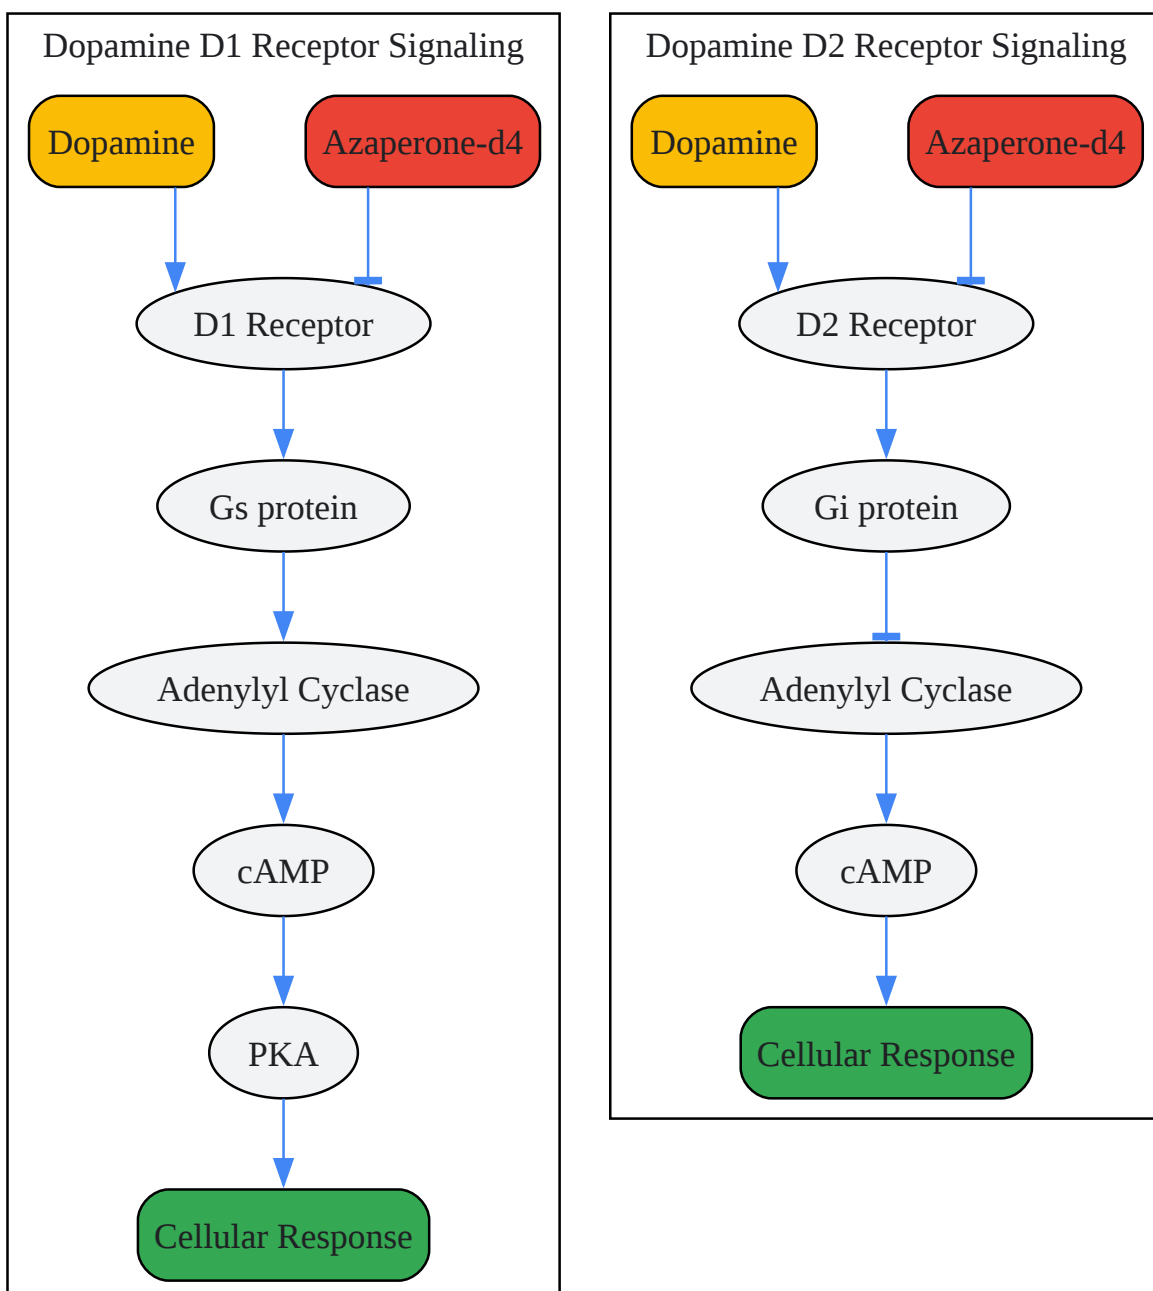 Dopamine D1 Receptor Signaling
Dopamine
Azaperone-d4
D1 Receptor
Gs protein
Adenylyl Cyclase
cAMP
PKA
Cellular Response
Dopamine D2 Receptor Signaling
Dopamine
Azaperone-d4
D2 Receptor
Gi protein
Adenylyl Cyclase
cAMP
Cellular Response